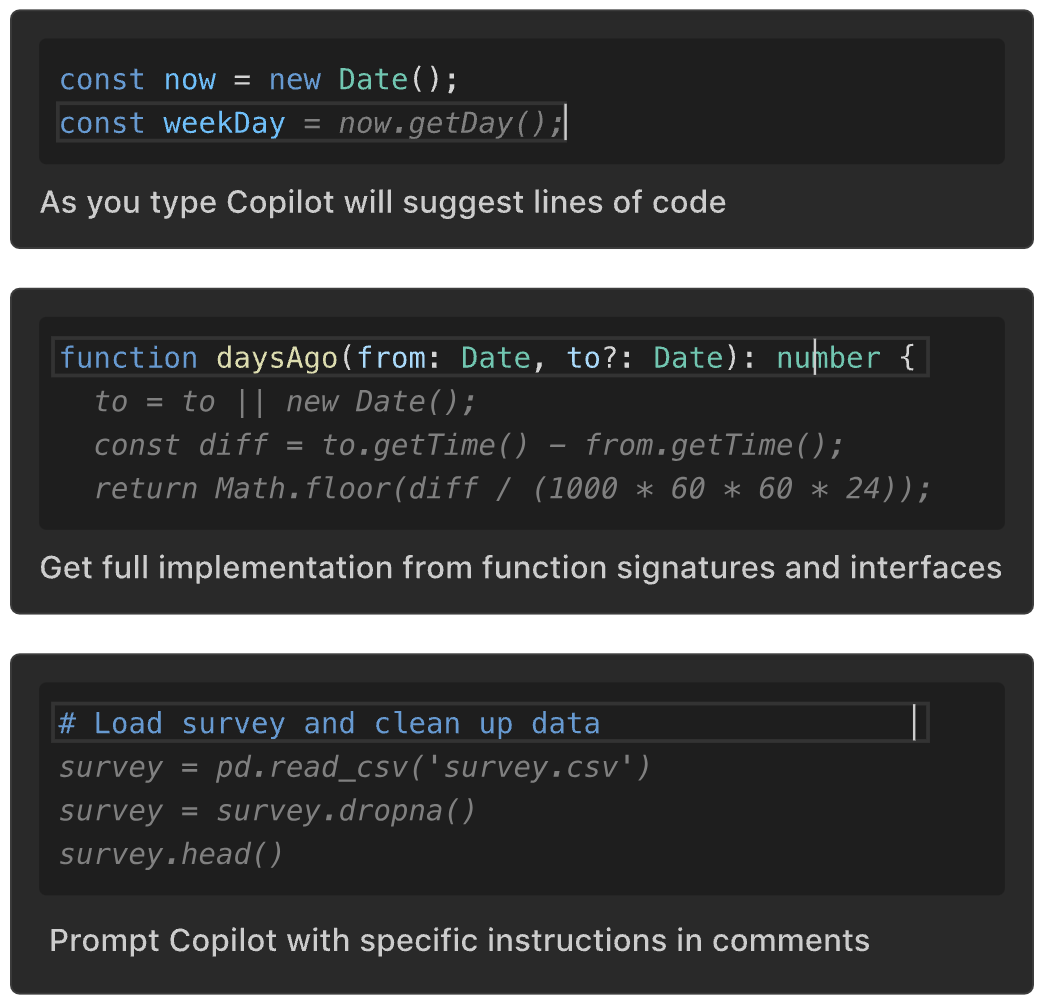 const now = new Date();
const weekDay = now.getDay();
As you type Copilot will suggest lines of code
function daysAgo(from: Date, to?: Date): number {
  to = to || new Date();
  const diff = to.getTime() - from.getTime();
  return Math.floor(diff / (1000 * 60 * 60 * 24));
Get full implementation from function signatures and interfaces
# Load survey and clean up data
survey = pd.read_csv('survey.csv')
survey = survey.dropna()
survey.head()
Prompt Copilot with specific instructions in comments